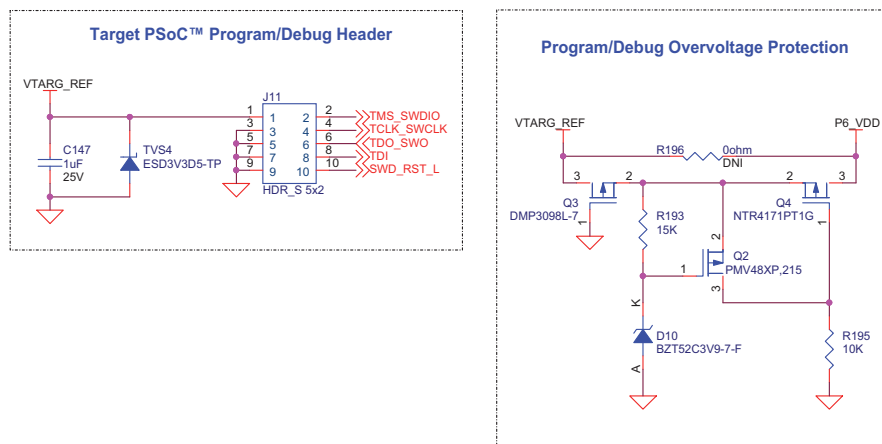 Target PSoC™ Program/Debug Header
VTARG_REF
C147
1uF
25V
TVS4
ESD3V3D5-TP
J11
1 1 2 2 TMS_SWDIO
3 3 4 4 TCLK_SWCLK
5 5 6 6 TDO_SWO
7 7 8 8 TDI
9 9 10 10 SWD_RST_L
HDR_S 5x2
Program/Debug Overvoltage Protection
VTARG_REF
P6_VDD
R196 0ohm
DNI
3 2
2 3
Q3
DMP3098L-7
1
Q4
NTR4171PT1G
1
R193
15K
2
Q2
1
PMV48XP,215
3
K
D10
BZT52C3V9-7-F
A
R195
10K